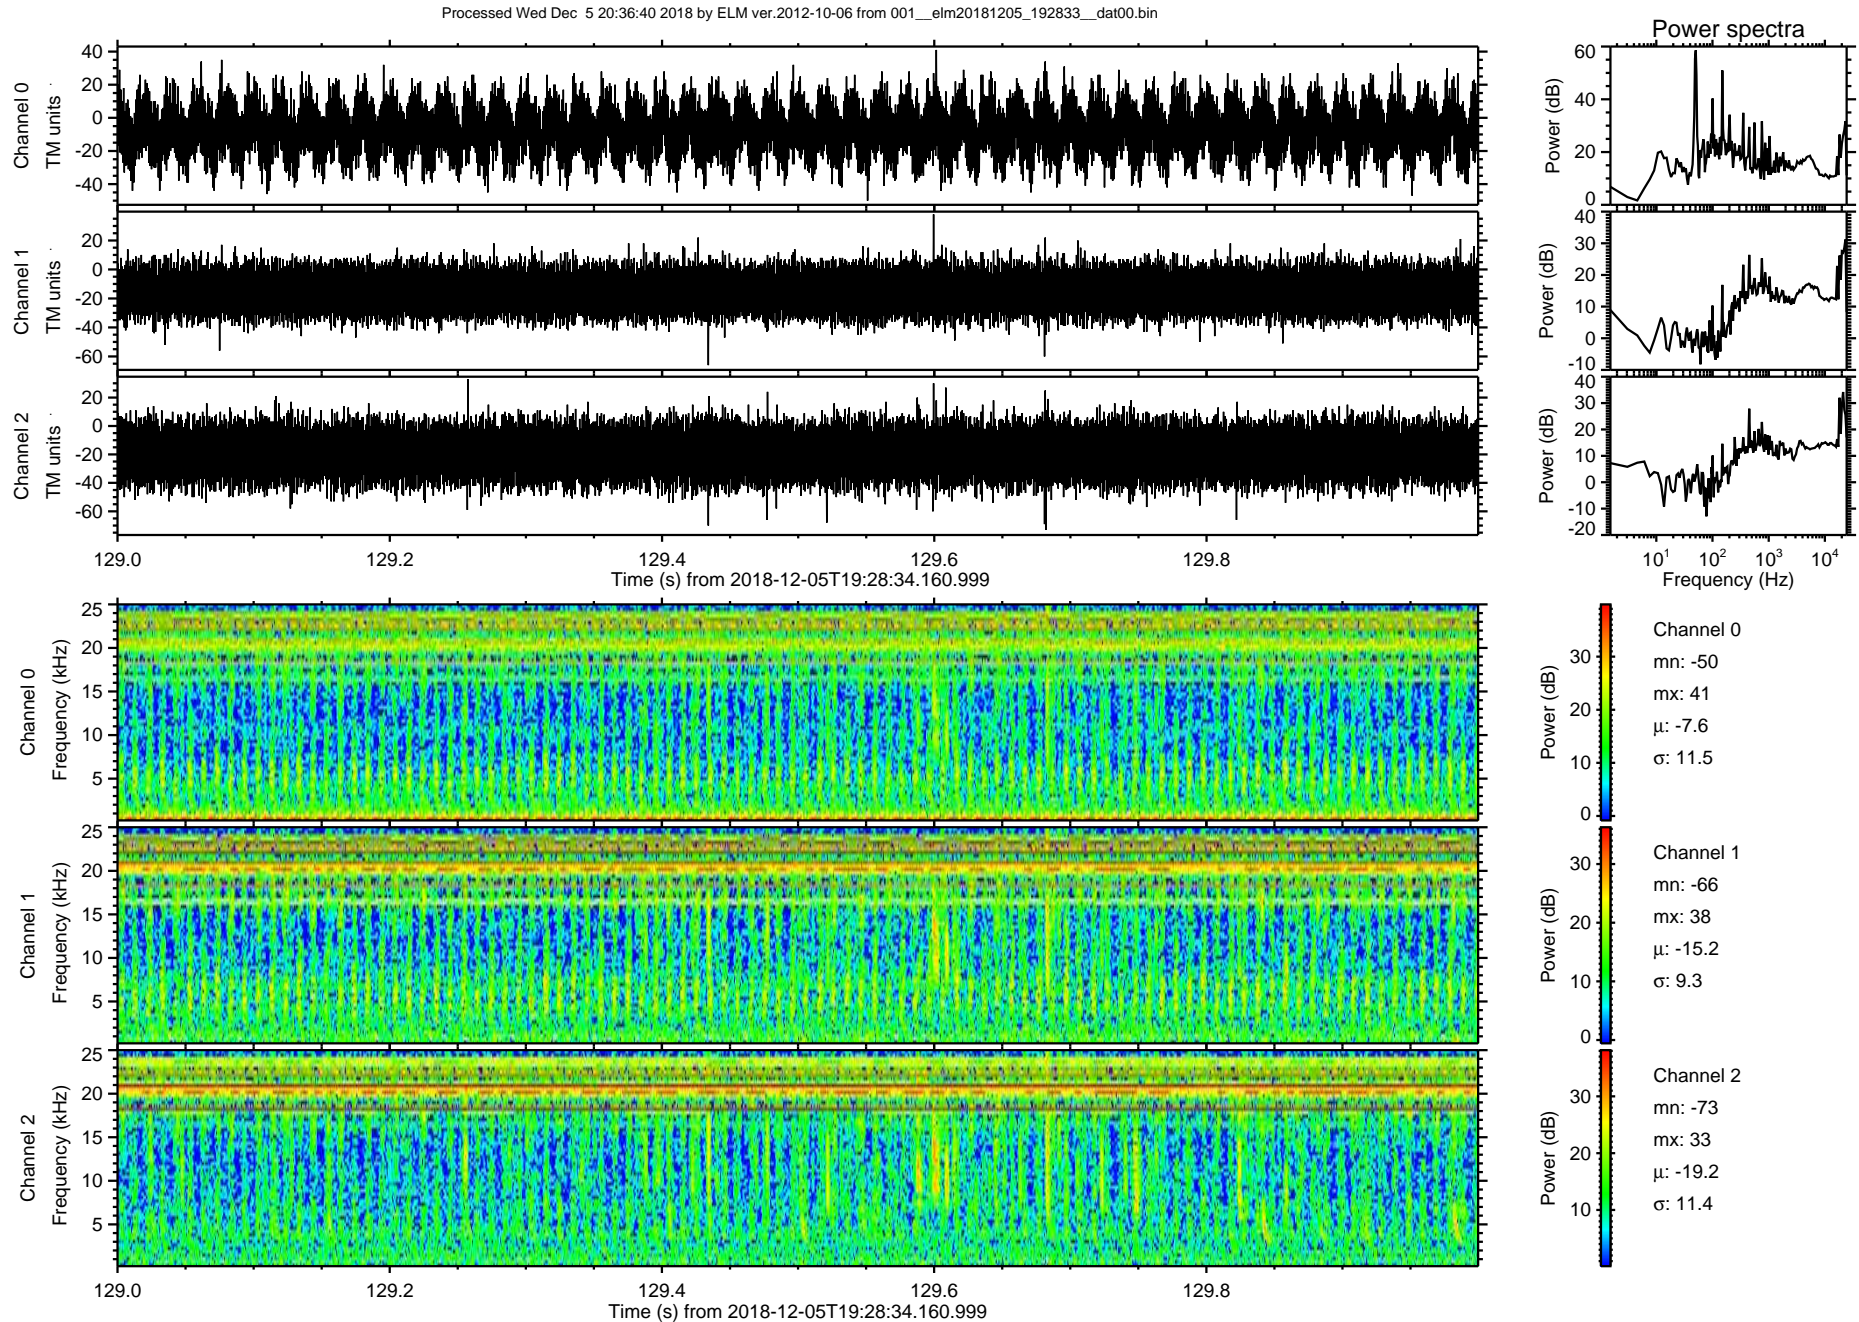 Processed Wed Dec  5 20:36:40 2018 by ELM ver.2012-10-06 from 001__elm20181205_192833__dat00.bin
Power spectra
Channel 0
TM units
40
20
0
-20
-40
Power (dB)
60
40
20
0
Channel 1
TM units
20
0
-20
-40
-60
Power (dB)
40
30
20
10
0
-10
Channel 2
TM units
20
0
-20
-40
-60
Power (dB)
40
30
20
10
0
-10
-20
129.0 129.2 129.4 129.6 129.8
Time (s) from 2018-12-05T19:28:34.160.999
10^1 10^2 10^3 10^4
Frequency (Hz)
Channel 0
Frequency (kHz)
25
20
15
10
5
Power (dB)
30
20
10
0
Channel 0
mn: -50
mx: 41
μ: -7.6
σ: 11.5
Channel 1
Frequency (kHz)
25
20
15
10
5
Power (dB)
30
20
10
0
Channel 1
mn: -66
mx: 38
μ: -15.2
σ: 9.3
Channel 2
Frequency (kHz)
25
20
15
10
5
Power (dB)
30
20
10
Channel 2
mn: -73
mx: 33
μ: -19.2
σ: 11.4
129.0 129.2 129.4 129.6 129.8
Time (s) from 2018-12-05T19:28:34.160.999